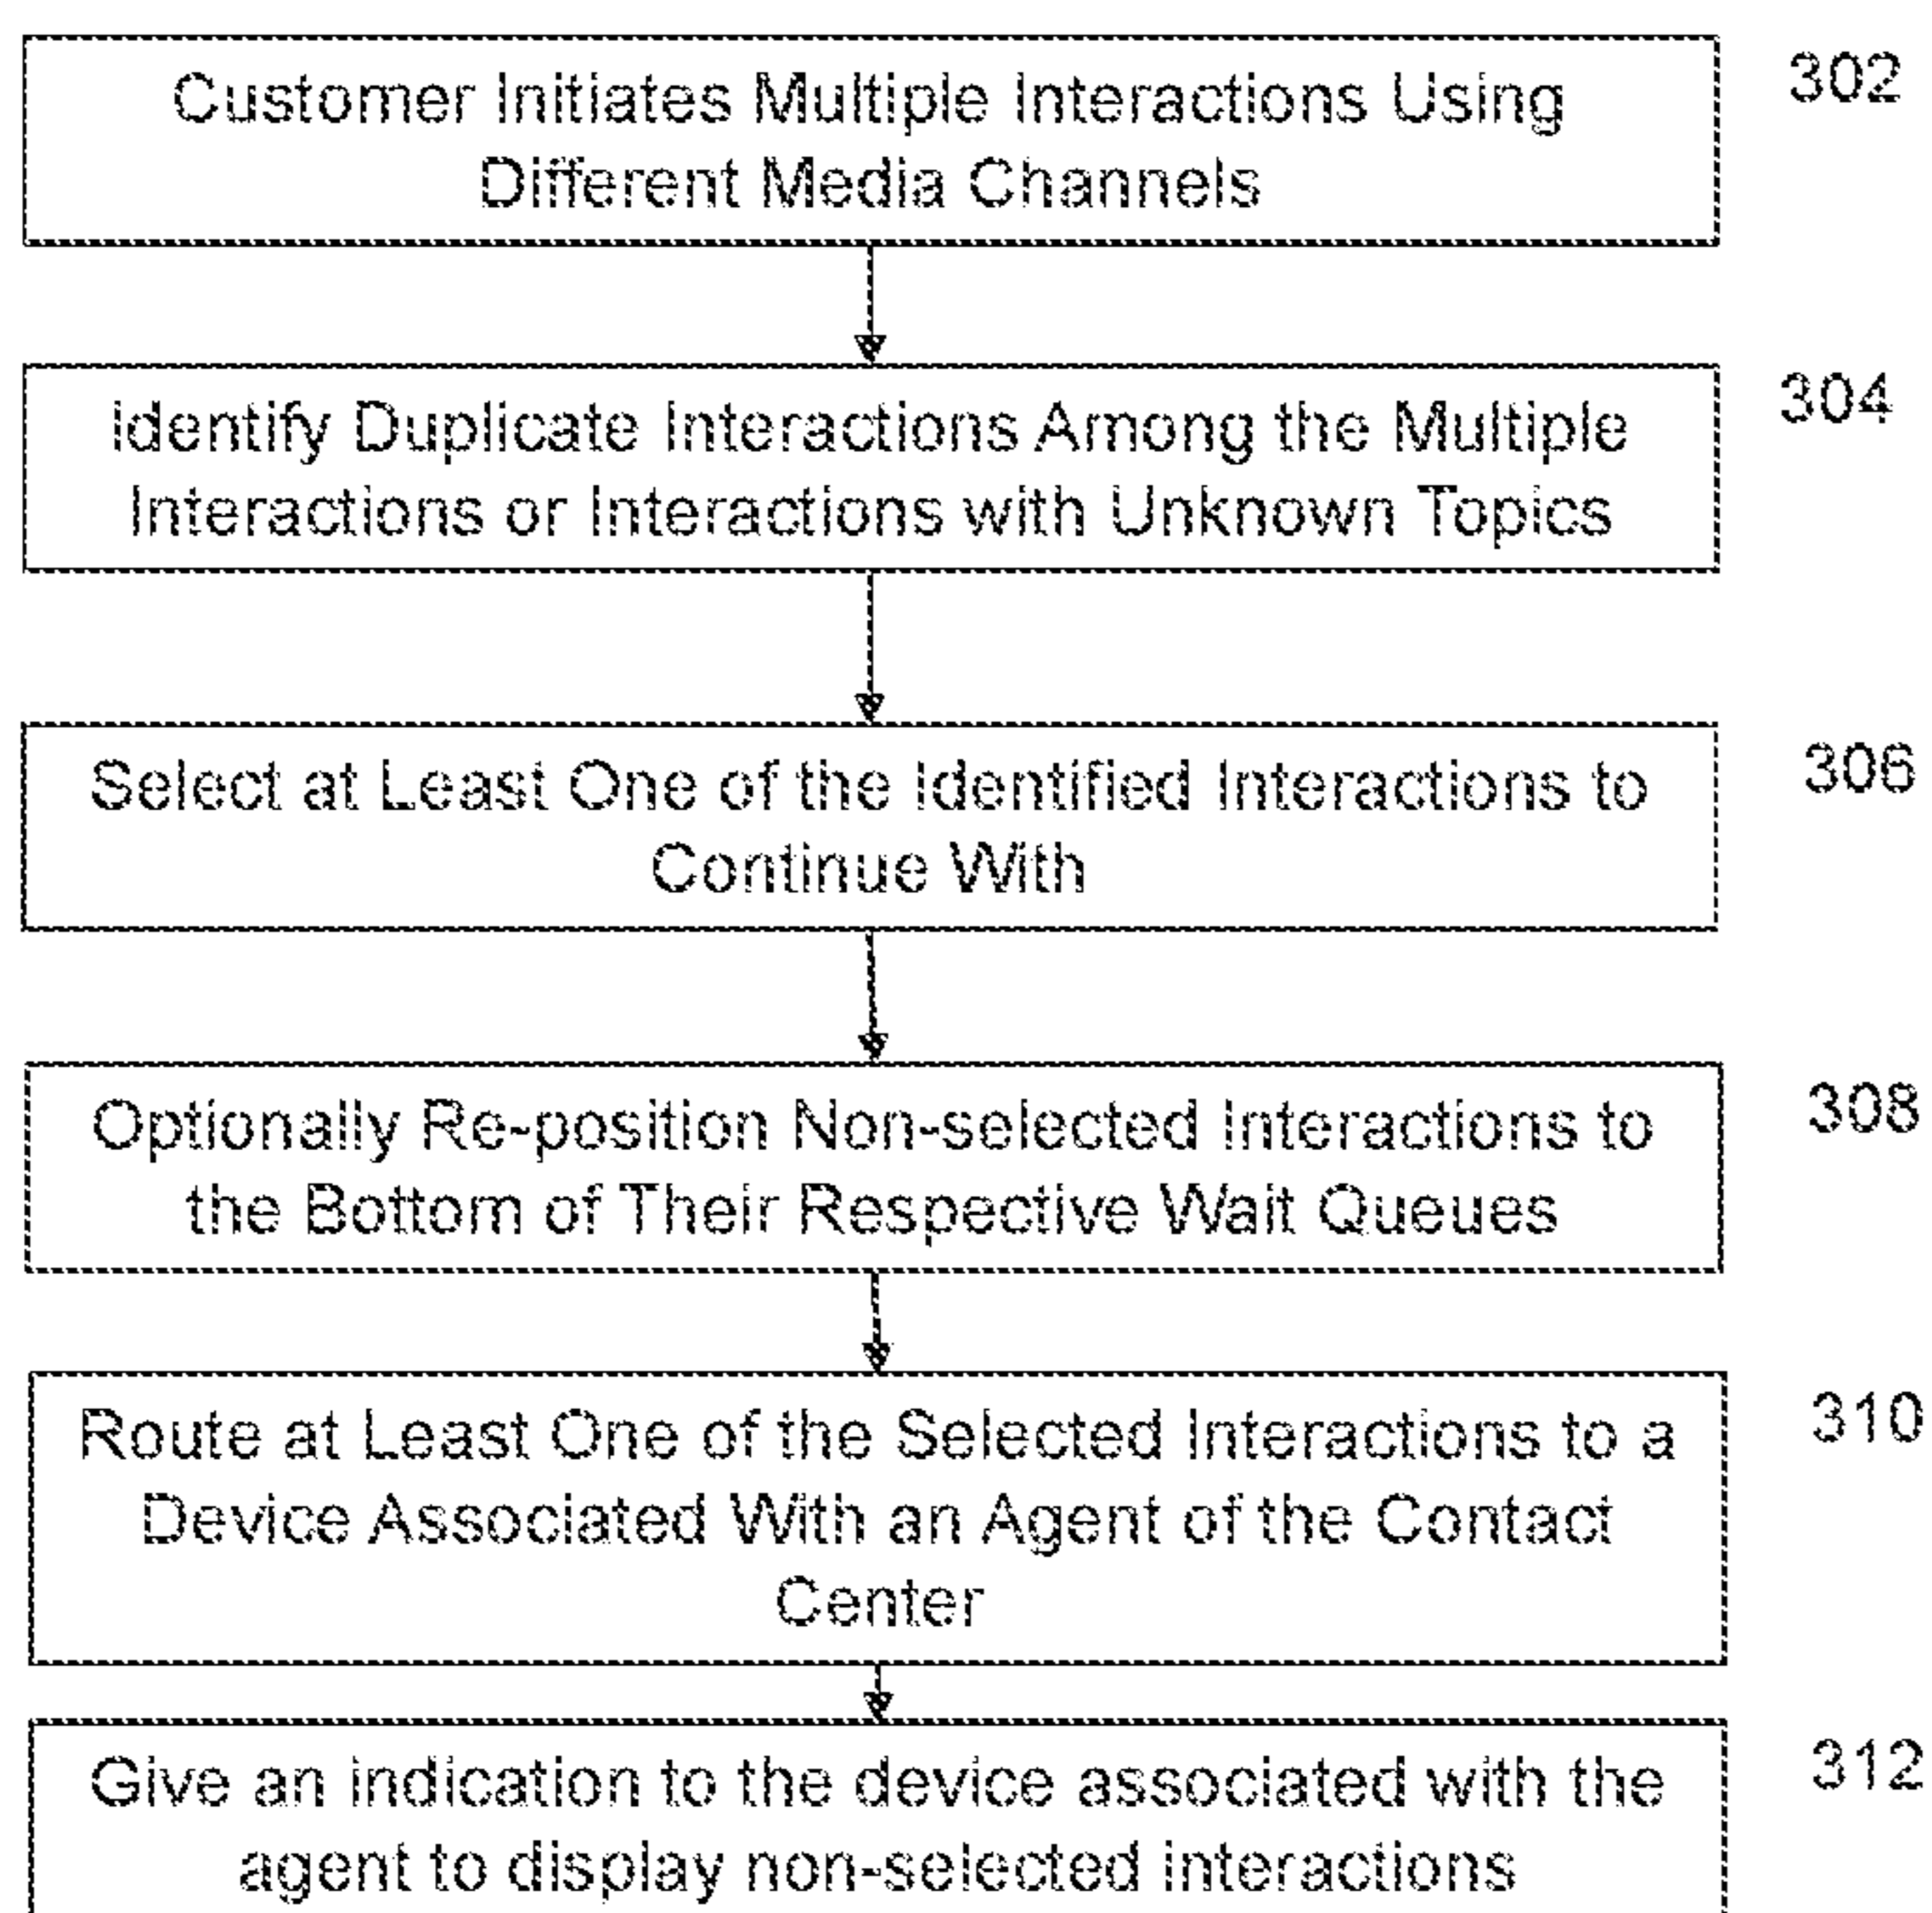 Customer Initiates Multiple Interactions Using
Different Media Channels
302
Identify Duplicate Interactions Among the Multiple
Interactions or Interactions with Unknown Topics
304
Select at Least One of the Identified Interactions to
Continue With
306
Optionally Re-position Non-selected Interactions to
the Bottom of Their Respective Wait Queues
308
Route at Least One of the Selected Interactions to a
Device Associated With an Agent of the Contact
Center
310
Give an indication to the device associated with the
agent to display non-selected interactions
312